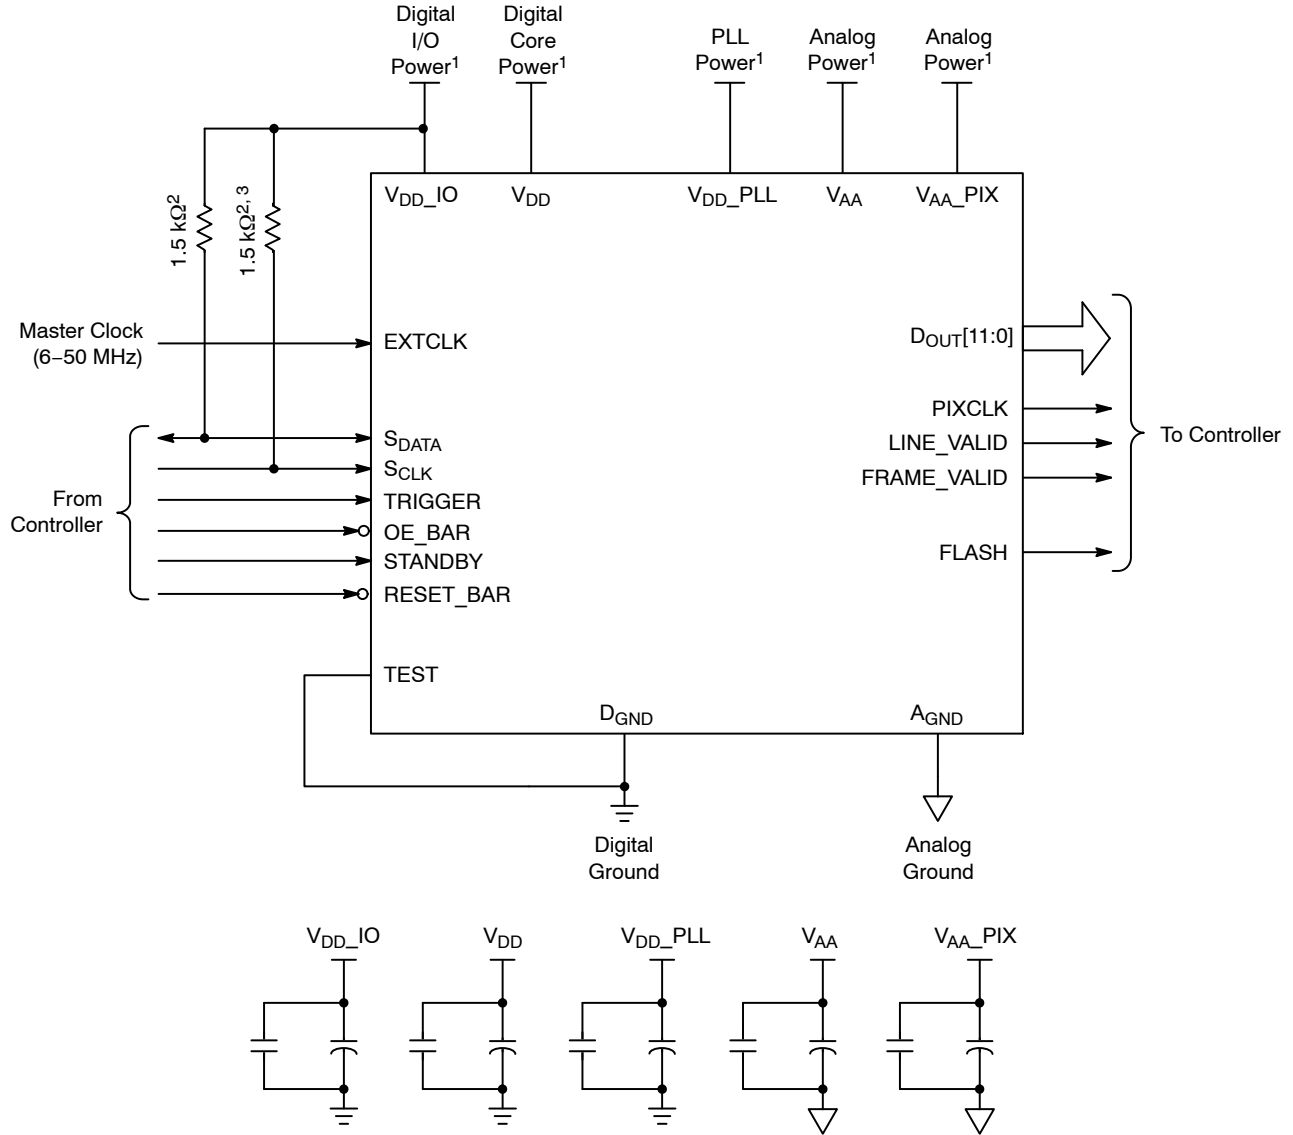 Digital
I/O
Power1
Digital
Core
Power1
PLL
Power1
Analog
Power1
Analog
Power1
1.5 kΩ2
1.5 kΩ2, 3
VDD_IO
VDD
VDD_PLL
VAA
VAA_PIX
Master Clock
(6–50 MHz)
EXTCLK
DOUT[11:0]
PIXCLK
LINE_VALID
FRAME_VALID
FLASH
To Controller
From
Controller
SDATA
SCLK
TRIGGER
OE_BAR
STANDBY
RESET_BAR
TEST
DGND
AGND
Digital
Ground
Analog
Ground
VDD_IO
VDD
VDD_PLL
VAA
VAA_PIX